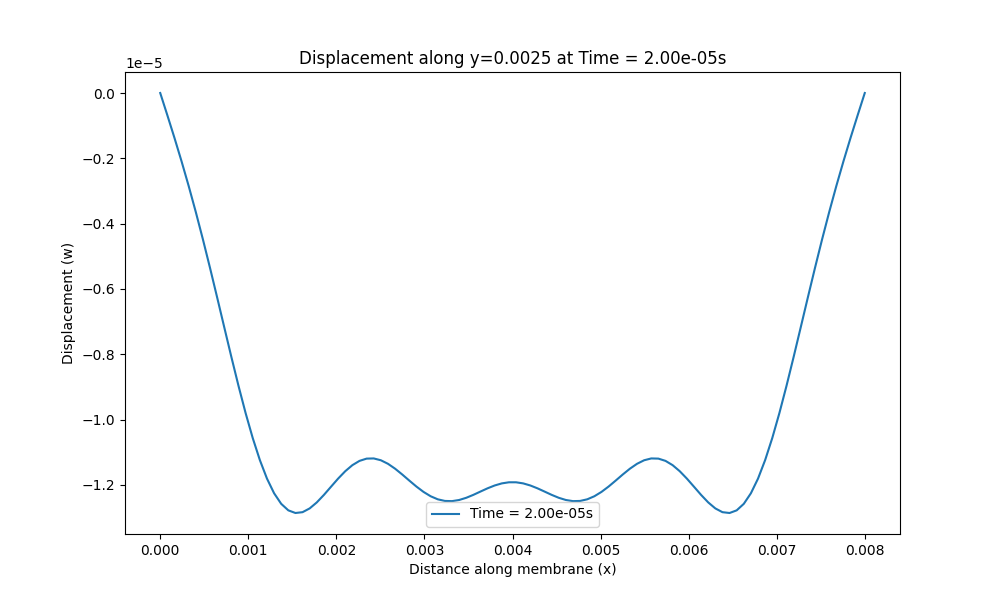 Displacement along y=0.0025 at Time = 2.00e-05s
1e−5
0.0
−0.2
−0.4
−0.6
−0.8
−1.0
−1.2
Displacement (w)
Time = 2.00e-05s
0.000 0.001 0.002 0.003 0.004 0.005 0.006 0.007 0.008
Distance along membrane (x)